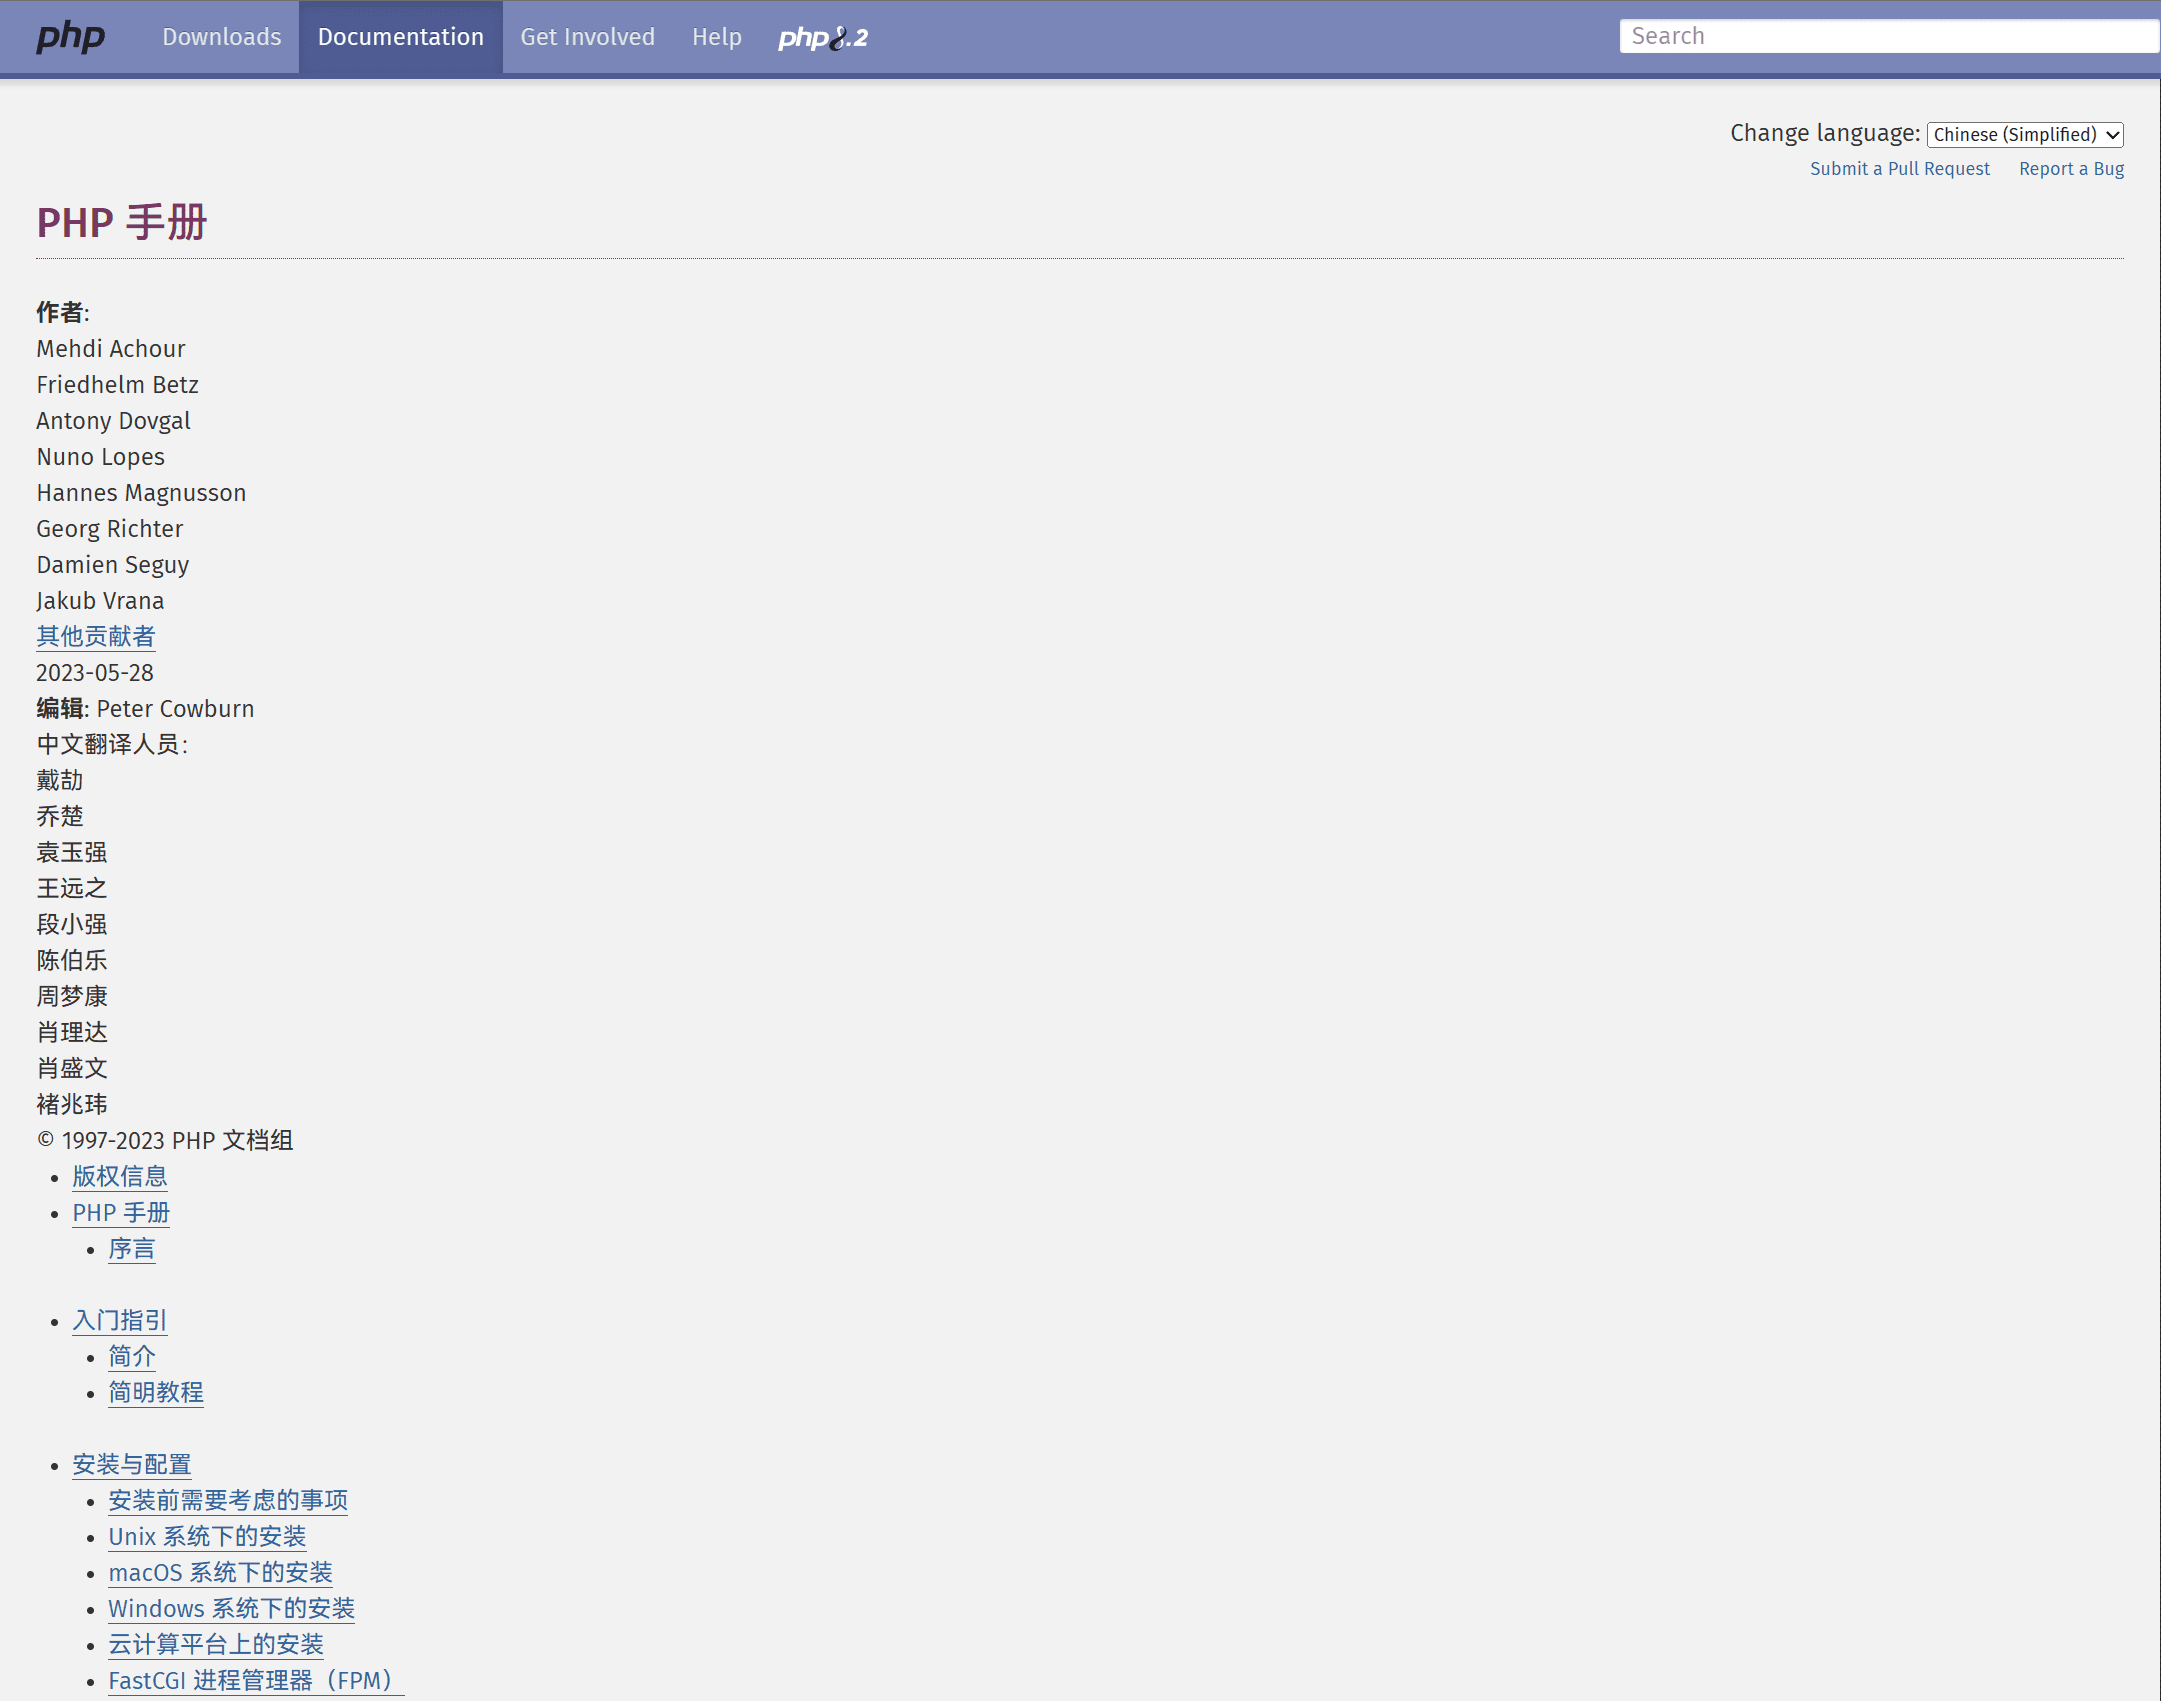 php Downloads Documentation Get Involved Help php8.2 Search
Change language: Chinese (Simplified)
Submit a Pull Request Report a Bug
PHP 手册
作者:
Mehdi Achour
Friedhelm Betz
Antony Dovgal
Nuno Lopes
Hannes Magnusson
Georg Richter
Damien Seguy
Jakub Vrana
其他贡献者
2023-05-28
编辑: Peter Cowburn
中文翻译人员：
戴劼
乔楚
袁玉强
王远之
段小强
陈伯乐
周梦康
肖理达
肖盛文
褚兆玮
© 1997-2023 PHP 文档组
版权信息
PHP 手册
序言
入门指引
简介
简明教程
安装与配置
安装前需要考虑的事项
Unix 系统下的安装
macOS 系统下的安装
Windows 系统下的安装
云计算平台上的安装
FastCGI 进程管理器（FPM）